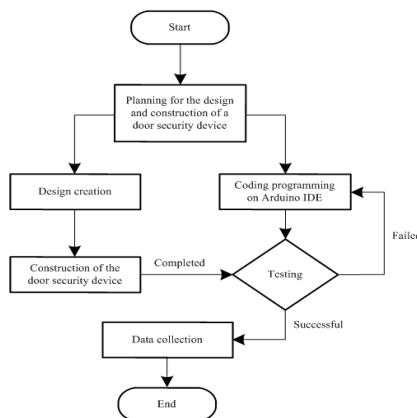 Start
Planning for the design
and construction of a
door security device
Design creation
Coding programming
on Arduino IDE
Failed
Construction of the
door security device
Completed
Testing
Successful
Data collection
End